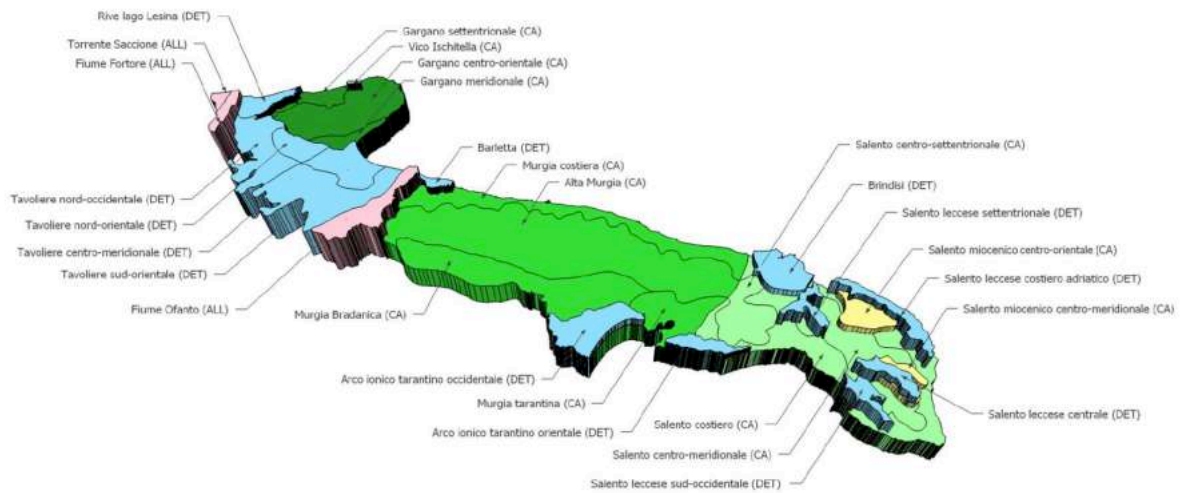 Rive lago Lesina (DET)
Torrente Saccione (ALL)
Fiume Fortore (ALL)
Gargano settentrionale (CA)
Vico Ischitella (CA)
Gargano centro-orientale (CA)
Gargano meridionale (CA)
Barletta (DET)
Murgia costiera (CA)
Alta Murgia (CA)
Salento centro-settentrionale (CA)
Brindisi (DET)
Salento leccese settentrionale (DET)
Salento miocenico centro-orientale (CA)
Salento leccese costiero adriatico (DET)
Salento miocenico centro-meridionale (CA)
Tavoliere nord-occidentale (DET)
Tavoliere nord-orientale (DET)
Tavoliere centro-meridionale (DET)
Tavoliere sud-orientale (DET)
Fiume Ofanto (ALL)
Murgia Bradanica (CA)
Arco ionico tarantino occidentale (DET)
Murgia tarantina (CA)
Arco ionico tarantino orientale (DET)
Salento costiero (CA)
Salento centro-meridionale (CA)
Salento leccese sud-occidentale (DET)
Salento leccese centrale (DET)